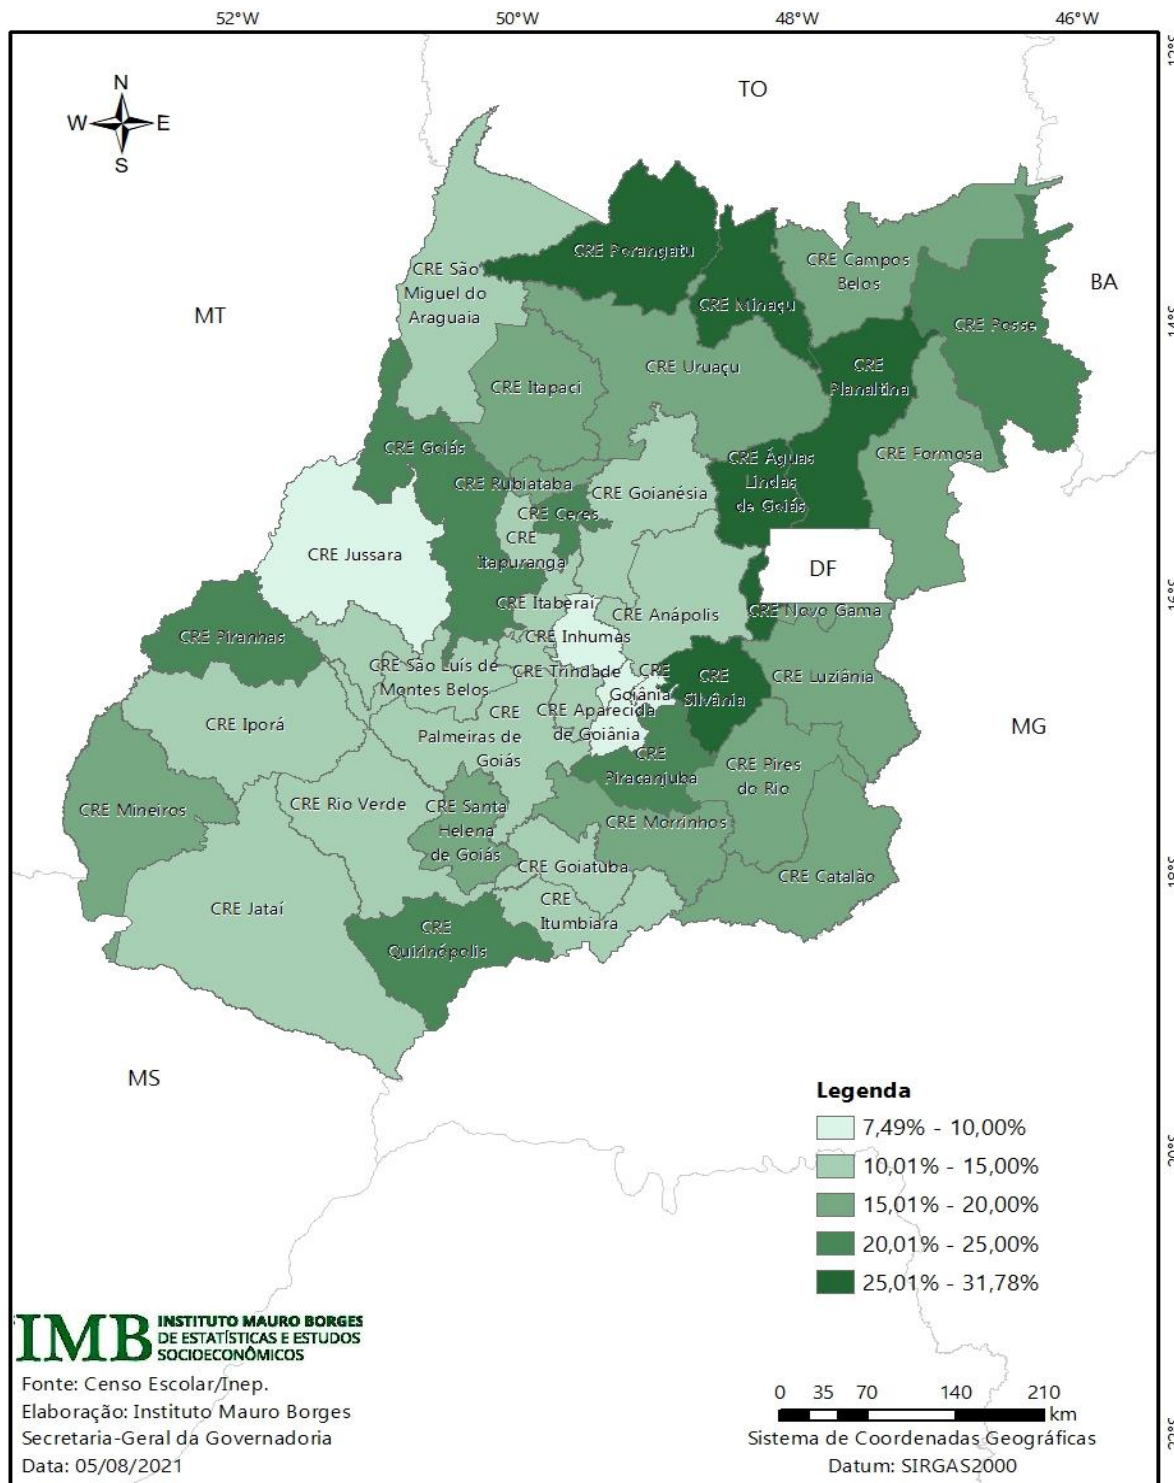 52°W 50°W 48°W 46°W
N
W E
S
TO
CRE Porangatu
CRE São
Miguel do
Araguaia
CRE Campos
Belos
BA
CRE Minaçu
MT
14°S
CRE Posse
CRE Uruaçu
CRE
Planaltina
CRE Itapaci
CRE Goiás
CRE Formosa
CRE Águas
Lindas
de Goiás
CRE Rubiataba
CRE Goianésia
CRE Ceres
CRE
Itapuranga
CRE Jussara
DF
16°S
CRE Itaberaí
CRE Anápolis
CRE Novo Gama
CRE Piranhas
CRE Inhumas
CRE São Luís de
Montes Belos
CRE Trindade
CRE
Goiânia
CRE
Silvânia
CRE Luziânia
CRE Iporá
CRE
Palmeiras de
Goiás
CRE Aparecida
de Goiânia
MG
CRE
Piracanjuba
CRE Pires
do Rio
CRE Mineiros
CRE Rio Verde
CRE Santa
Helena
de Goiás
CRE Morrinhos
CRE Goiatuba
CRE Catalão
18°S
CRE Jataí
CRE
Itumbiara
CRE
Quirinópolis
MS
Legenda
7,49% - 10,00%
10,01% - 15,00%
15,01% - 20,00%
20,01% - 25,00%
25,01% - 31,78%
20°S
IMB INSTITUTO MAURO BORGES
DE ESTATÍSTICAS E ESTUDOS
SOCIOECONÔMICOS
Fonte: Censo Escolar/Inep.
Elaboração: Instituto Mauro Borges
Secretaria-Geral da Governadoria
Data: 05/08/2021
0 35 70 140 210
km
Sistema de Coordenadas Geográficas
Datum: SIRGAS2000